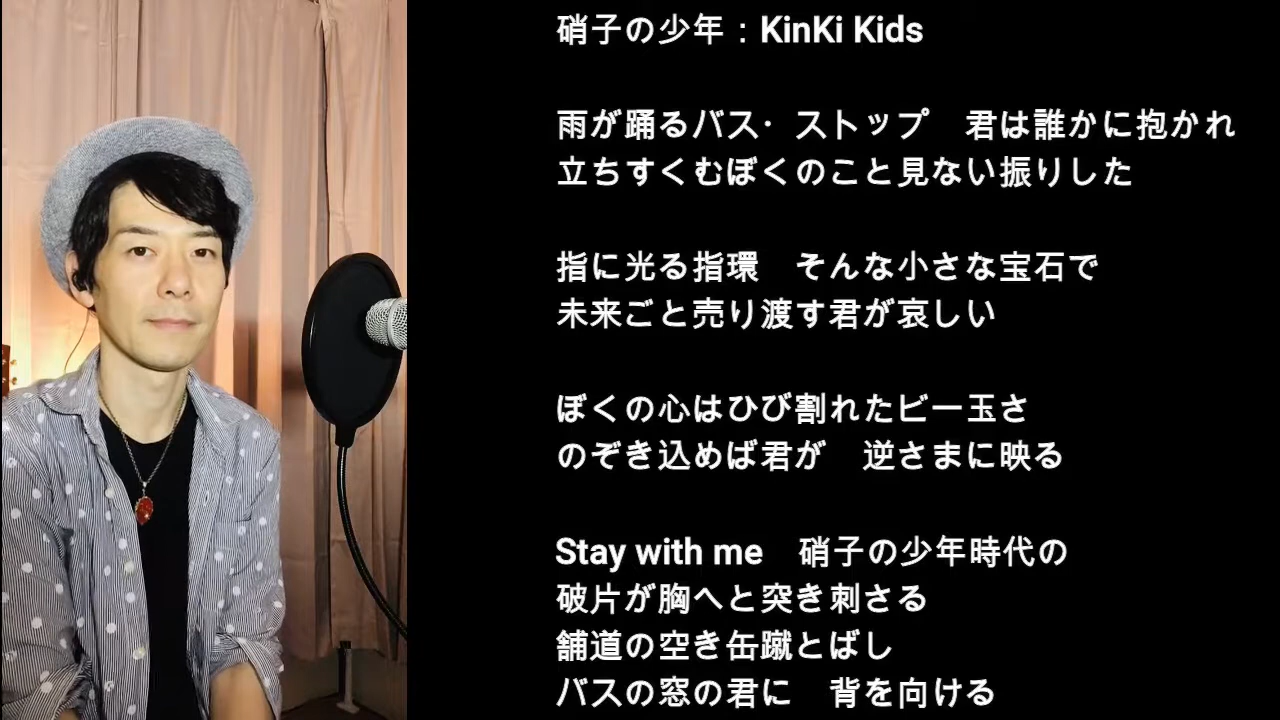 硝子の少年：KinKi Kids
雨が踊るバス・ストップ　君は誰かに抱かれ
立ちすくむぼくのこと見ない振りした
指に光る指環　そんな小さな宝石で
未来ごと売り渡す君が哀しい
ぼくの心はひび割れたビー玉さ
のぞき込めば君が　逆さまに映る
Stay with me　硝子の少年時代の
破片が胸へと突き刺さる
舗道の空き缶蹴とばし
バスの窓の君に　背を向ける